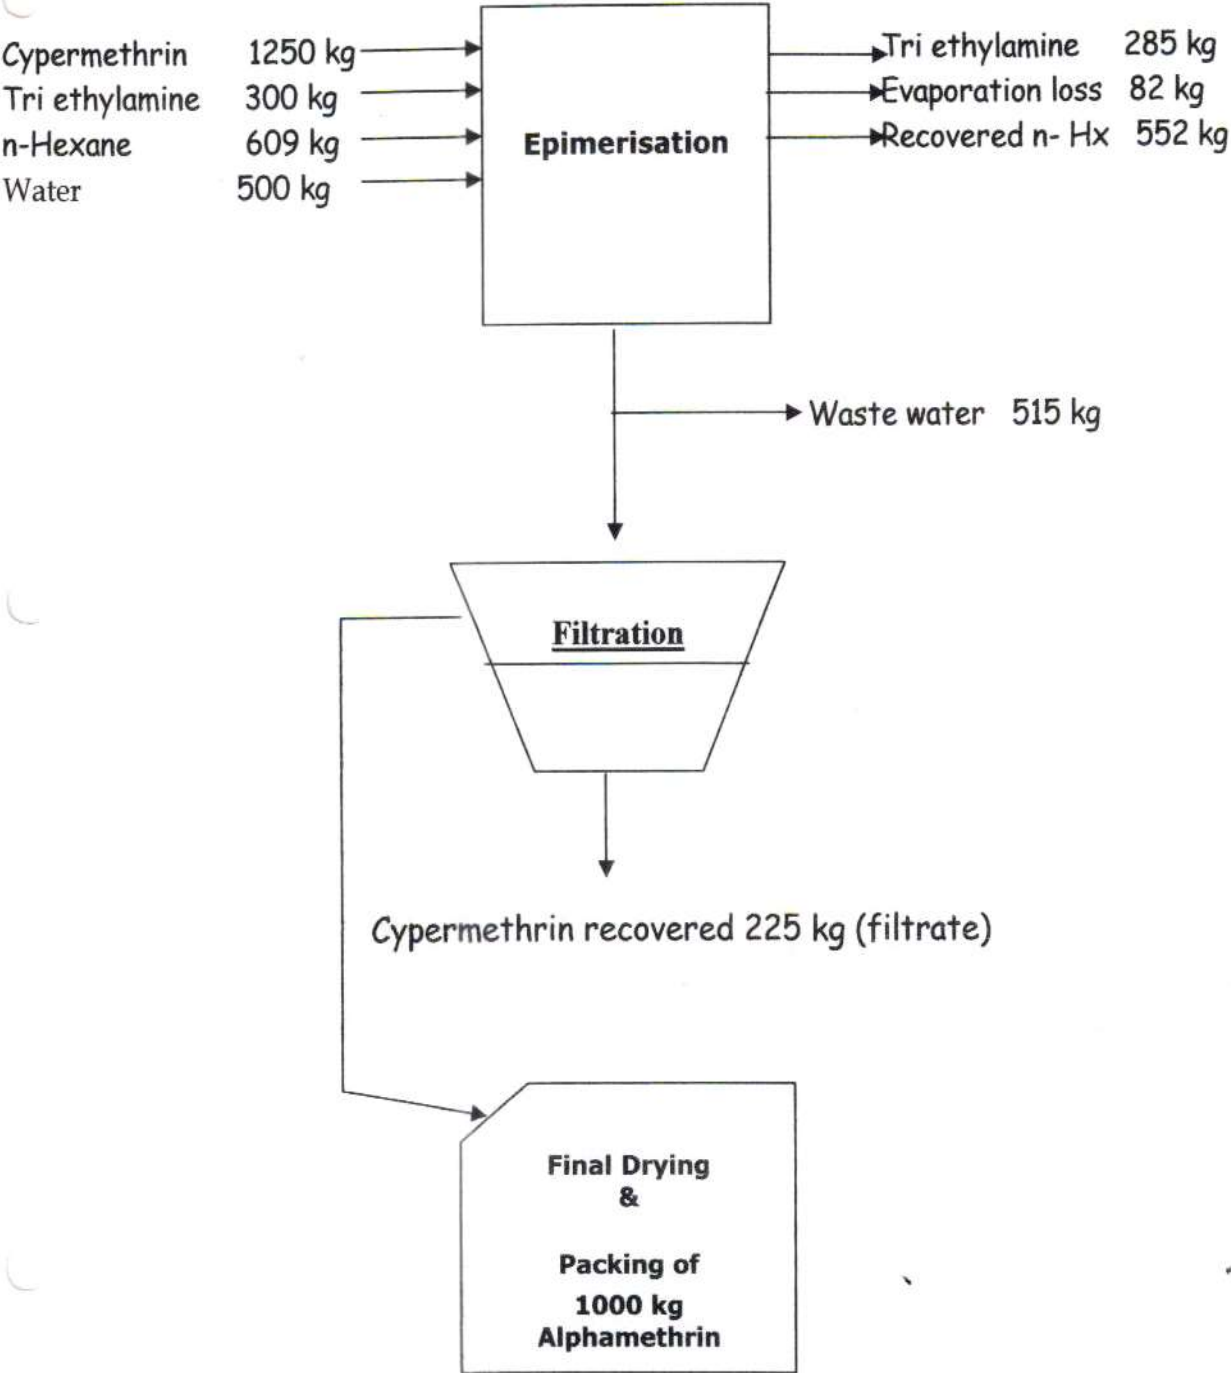 Cypermethrin 1250 kg
Tri ethylamine 300 kg
n-Hexane 609 kg
Water 500 kg
Epimerisation
Tri ethylamine 285 kg
Evaporation loss 82 kg
Recovered n- Hx 552 kg
Waste water 515 kg
Filtration
Cypermethrin recovered 225 kg (filtrate)
Final Drying
&
Packing of
1000 kg
Alphamethrin